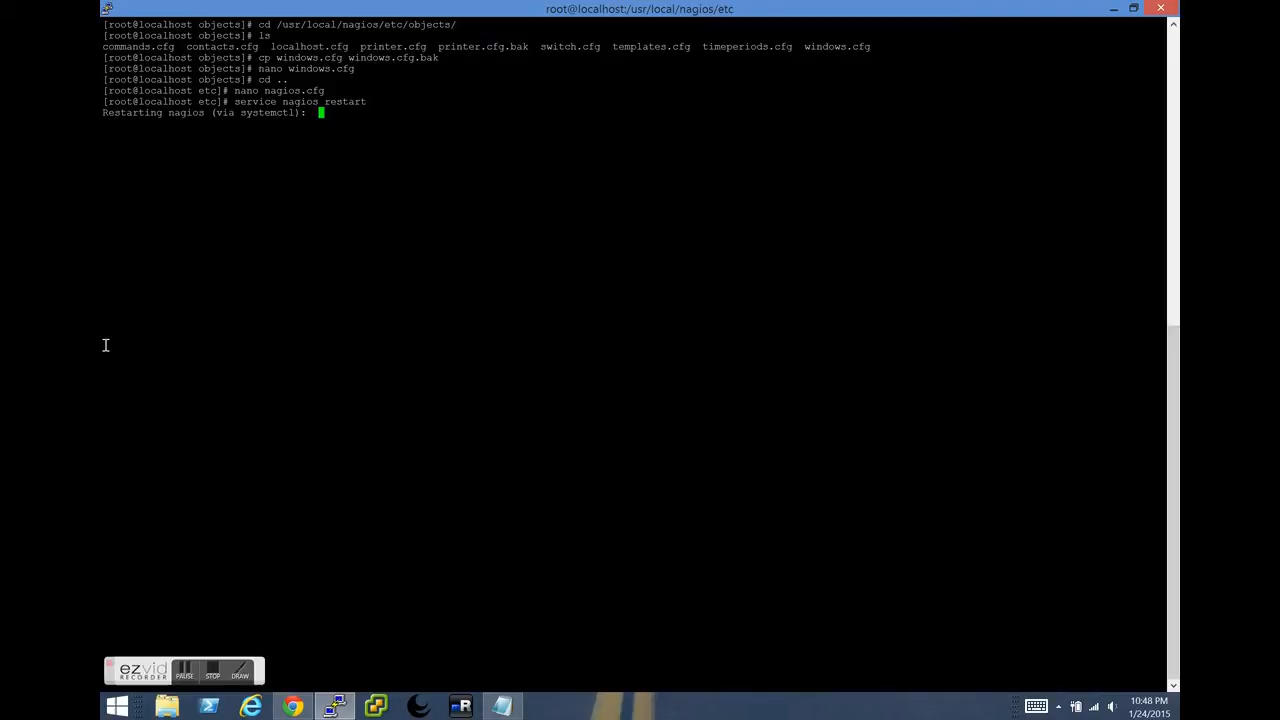 root@localhost:/usr/local/nagios/etc
[root@localhost objects]# cd /usr/local/nagios/etc/objects/
[root@localhost objects]# ls
commands.cfg contacts.cfg localhost.cfg printer.cfg printer.cfg.bak switch.cfg templates.cfg timeperiods.cfg windows.cfg
[root@localhost objects]# cp windows.cfg windows.cfg.bak
[root@localhost objects]# nano windows.cfg
[root@localhost objects]# cd ..
[root@localhost etc]# nano nagios.cfg
[root@localhost etc]# service nagios restart
Restarting nagios (via systemctl):
ezvid
RECORDER
PAUSE STOP DRAW
R
10:48 PM
1/24/2015